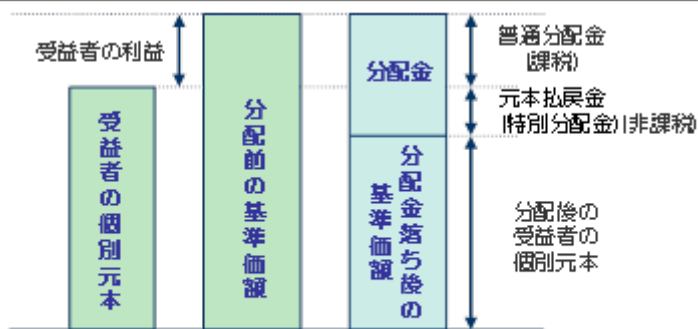 受益者の利益
受益者の個別元本
分配前の基準価額
分配金
分配金落ち後の
基準価額
普通分配金
(課税)
元本払戻金
(特別分配金)(非課税)
分配後の
受益者の
個別元本